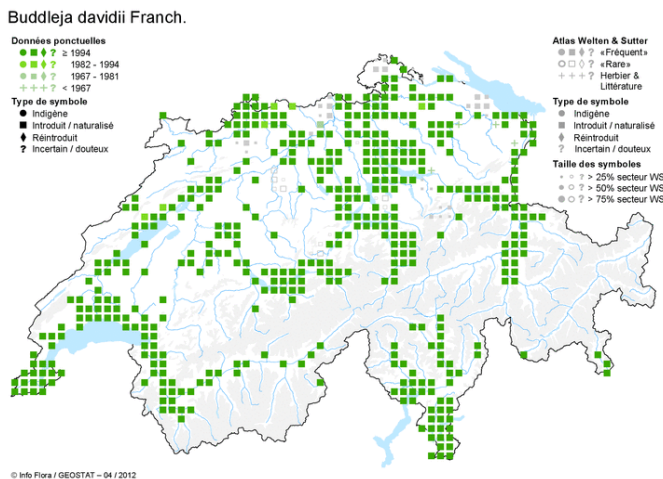 Buddleja davidii Franch.
Données ponctuelles
? ≥ 1994
? 1982 - 1994
? 1967 - 1981
+++ < 1967
Type de symbole
Indigène
Introduit / naturalisé
Réintroduit
? Incertain / douteux
Atlas Welten & Sutter
? «Fréquent»
? «Rare»
+++ Herbier &
Littérature
Type de symbole
Indigène
Introduit / naturalisé
Réintroduit
? Incertain / douteux
Taille des symboles
? > 25% secteur WS
? > 50% secteur WS
? > 75% secteur WS
© Info Flora / GEOSTAT – 04 / 2012